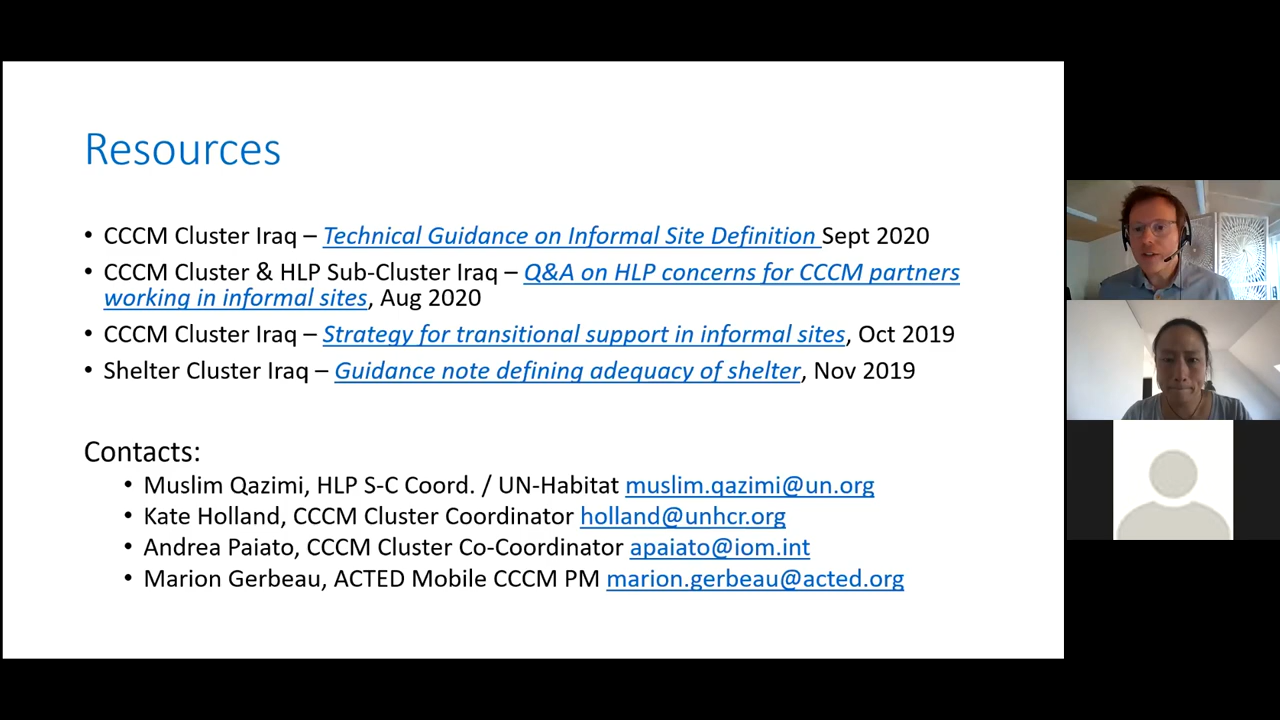 Resources
• CCCM Cluster Iraq – Technical Guidance on Informal Site Definition Sept 2020
• CCCM Cluster & HLP Sub-Cluster Iraq – Q&A on HLP concerns for CCCM partners
working in informal sites, Aug 2020
• CCCM Cluster Iraq – Strategy for transitional support in informal sites, Oct 2019
• Shelter Cluster Iraq – Guidance note defining adequacy of shelter, Nov 2019
Contacts:
• Muslim Qazimi, HLP S-C Coord. / UN-Habitat muslim.qazimi@un.org
• Kate Holland, CCCM Cluster Coordinator holland@unhcr.org
• Andrea Paiato, CCCM Cluster Co-Coordinator apaiato@iom.int
• Marion Gerbeau, ACTED Mobile CCCM PM marion.gerbeau@acted.org